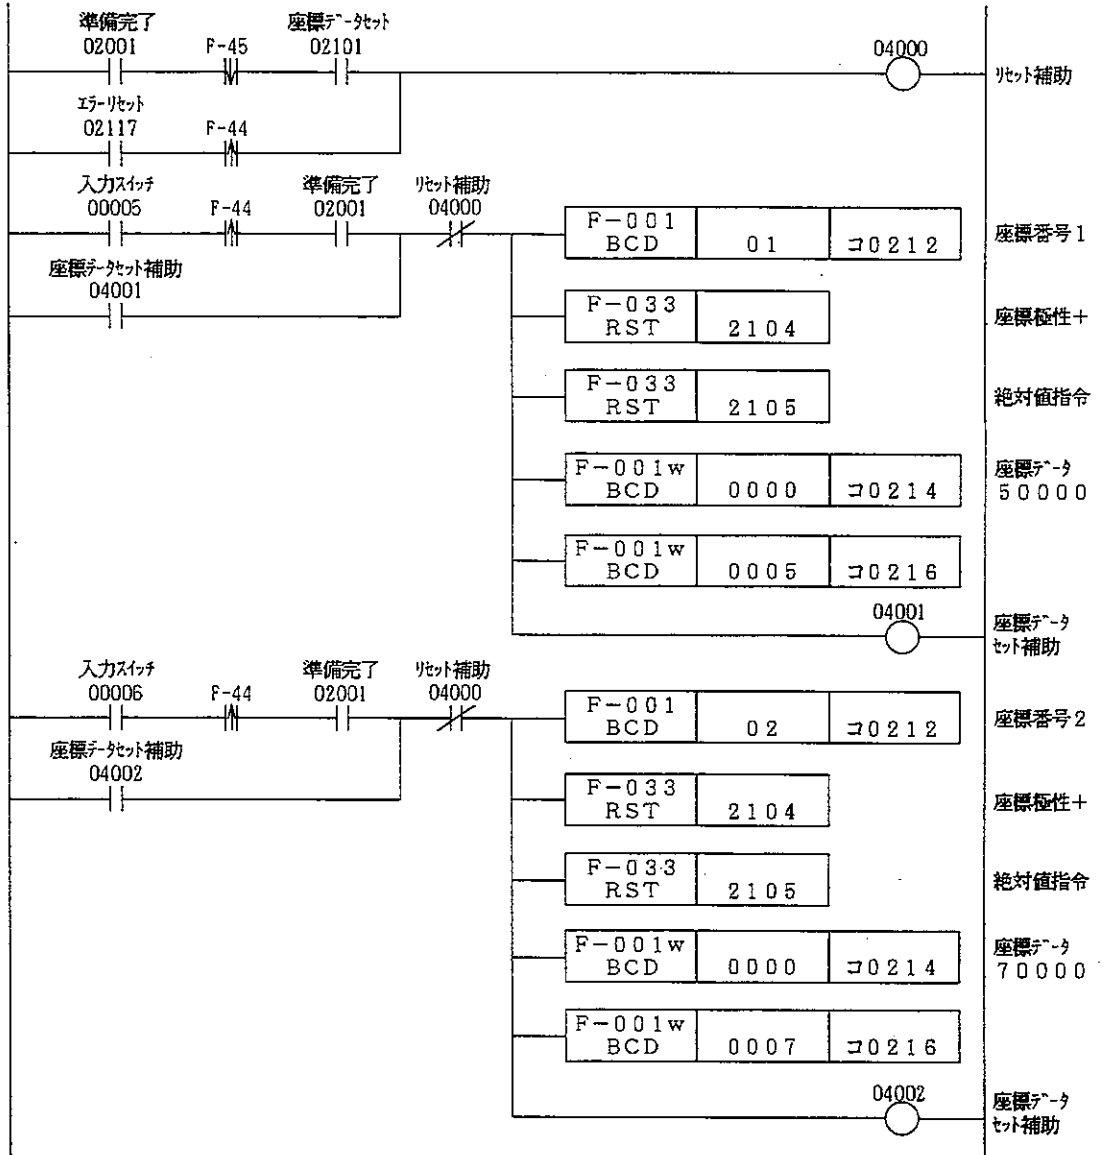 準備完了
02001
F-45
座標ﾃﾞｰﾀｾｯﾄ
02101
04000
ﾘｾｯﾄ補助
ｴﾗｰﾘｾｯﾄ
02117
F-44
入力ｽｲｯﾁ
00005
F-44
準備完了
02001
ﾘｾｯﾄ補助
04000
F-001
BCD
01
コ0212
座標番号1
座標ﾃﾞｰﾀｾｯﾄ補助
04001
F-033
RST
2104
座標極性+
F-033
RST
2105
絶対値指令
F-001w
BCD
0000
コ0214
座標ﾃﾞｰﾀ
50000
F-001w
BCD
0005
コ0216
04001
座標ﾃﾞｰﾀ
ｾｯﾄ補助
入力ｽｲｯﾁ
00006
F-44
準備完了
02001
ﾘｾｯﾄ補助
04000
F-001
BCD
02
コ0212
座標番号2
座標ﾃﾞｰﾀｾｯﾄ補助
04002
F-033
RST
2104
座標極性+
F-033
RST
2105
絶対値指令
F-001w
BCD
0000
コ0214
座標ﾃﾞｰﾀ
70000
F-001w
BCD
0007
コ0216
04002
座標ﾃﾞｰﾀ
ｾｯﾄ補助